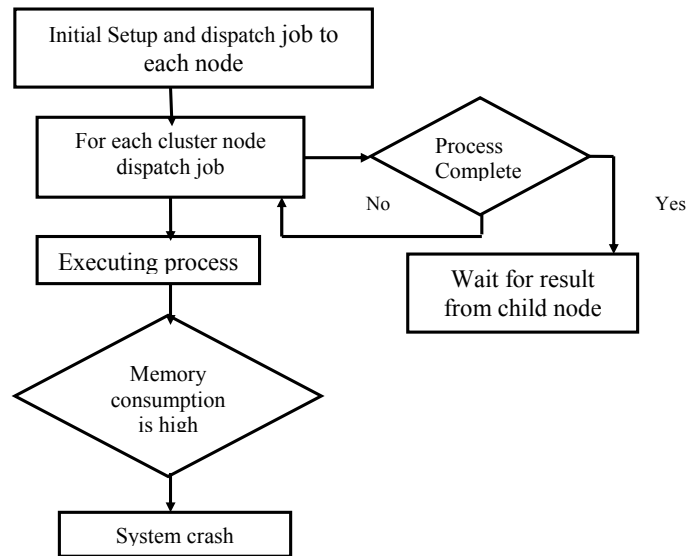 Initial Setup and dispatch job to
each node
For each cluster node
dispatch job
Process
Complete
No
Yes
Executing process
Wait for result
from child node
Memory
consumption
is high
System crash